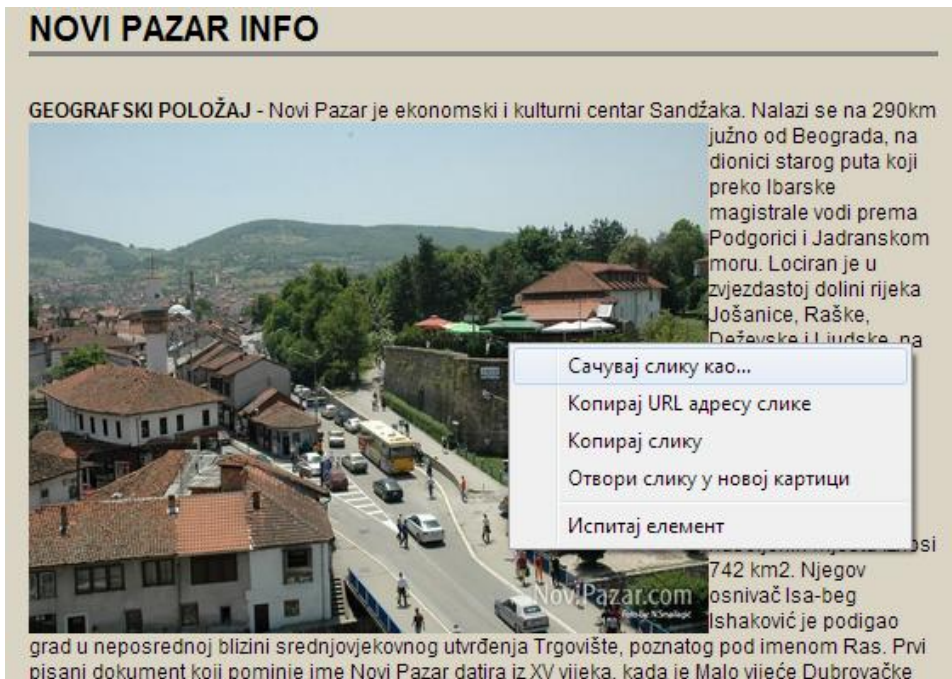 NOVI PAZAR INFO
GEOGRAFSKI POLOŽAJ - Novi Pazar je ekonomski i kulturni centar Sandžaka. Nalazi se na 290km
južno od Beograda, na
dionici starog puta koji
preko Ibarske
magistrale vodi prema
Podgorici i Jadranskom
moru. Lociran je u
zvjezdastoj dolini rijeka
Jošanice, Raške,
Deževske i Ljudske, na
Сачувај слику као...
Копирај URL адресу слике
Копирај слику
Отвори слику у новој картици
Испитај елемент
742 km2. Njegov
osnivač Isa-beg
Ishaković je podigao
NoviPazar.com
grad u neposrednoj blizini srednjovjekovnog utvrđenja Trgovište, poznatog pod imenom Ras. Prvi
pisani dokument koji pominje ime Novi Pazar datira iz XV vijeka, kada je Malo vijeće Dubrovačke